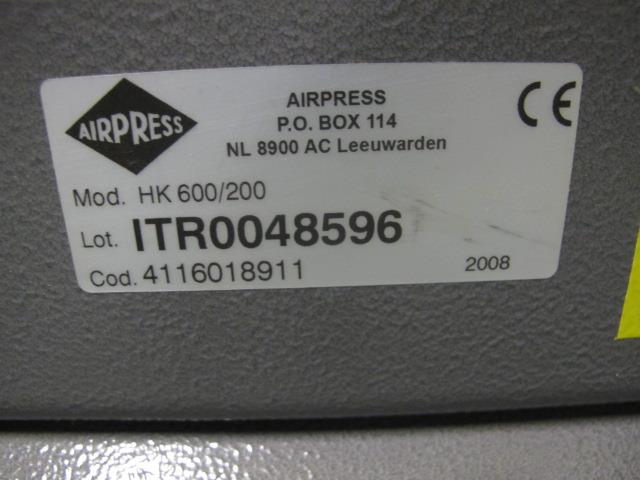 AIRPRESS
AIRPRESS
P.O. BOX 114
NL 8900 AC Leeuwarden
CE
Mod. HK 600/200
Lot. ITR0048596
Cod. 4116018911
2008